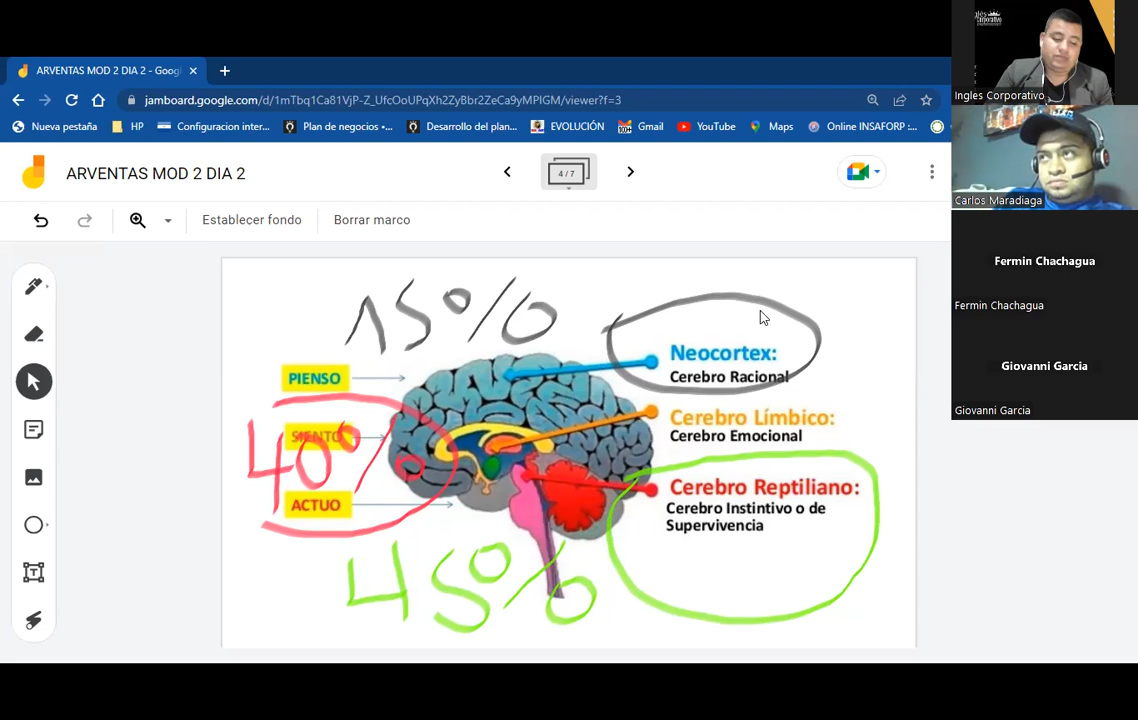 ARVENTAS MOD 2 DIA 2 - Goog
jamboard.google.com/d/1mTbq1Ca81VjP-Z_UfcOoUPqXh2ZyBbr2ZeCa9yMPIGM/viewer?f=3
Nueva pestaña
HP
Configuracion inter...
Plan de negocios •...
Desarrollo del plan...
EVOLUCIÓN
Gmail
YouTube
Maps
Online INSAFORP :...
ARVENTAS MOD 2 DIA 2
4 / 7
Establecer fondo
Borrar marco
15%
PIENSO
Neocortex:
Cerebro Racional
40%
SIENTO
Cerebro Límbico:
Cerebro Emocional
ACTUO
Cerebro Reptiliano:
Cerebro Instintivo o de
Supervivencia
45%
Ingles Corporativo
Carlos Maradiaga
Fermin Chachagua
Fermin Chachagua
Giovanni Garcia
Giovanni Garcia